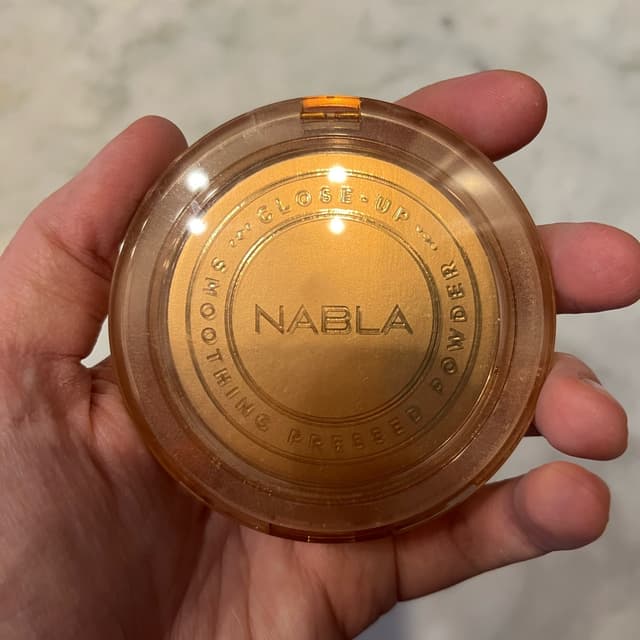 CLOSE-UP
NABLA
SMOOTHING PRESSED POWDER